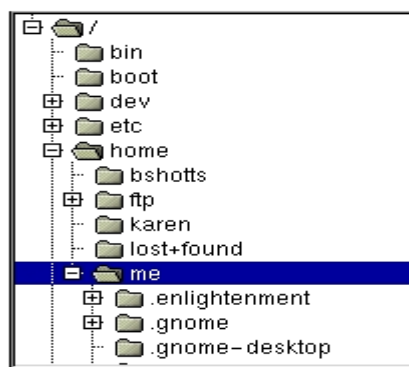 /
bin
boot
dev
etc
home
bshotts
ftp
karen
lost+found
me
.enlightenment
.gnome
.gnome-desktop